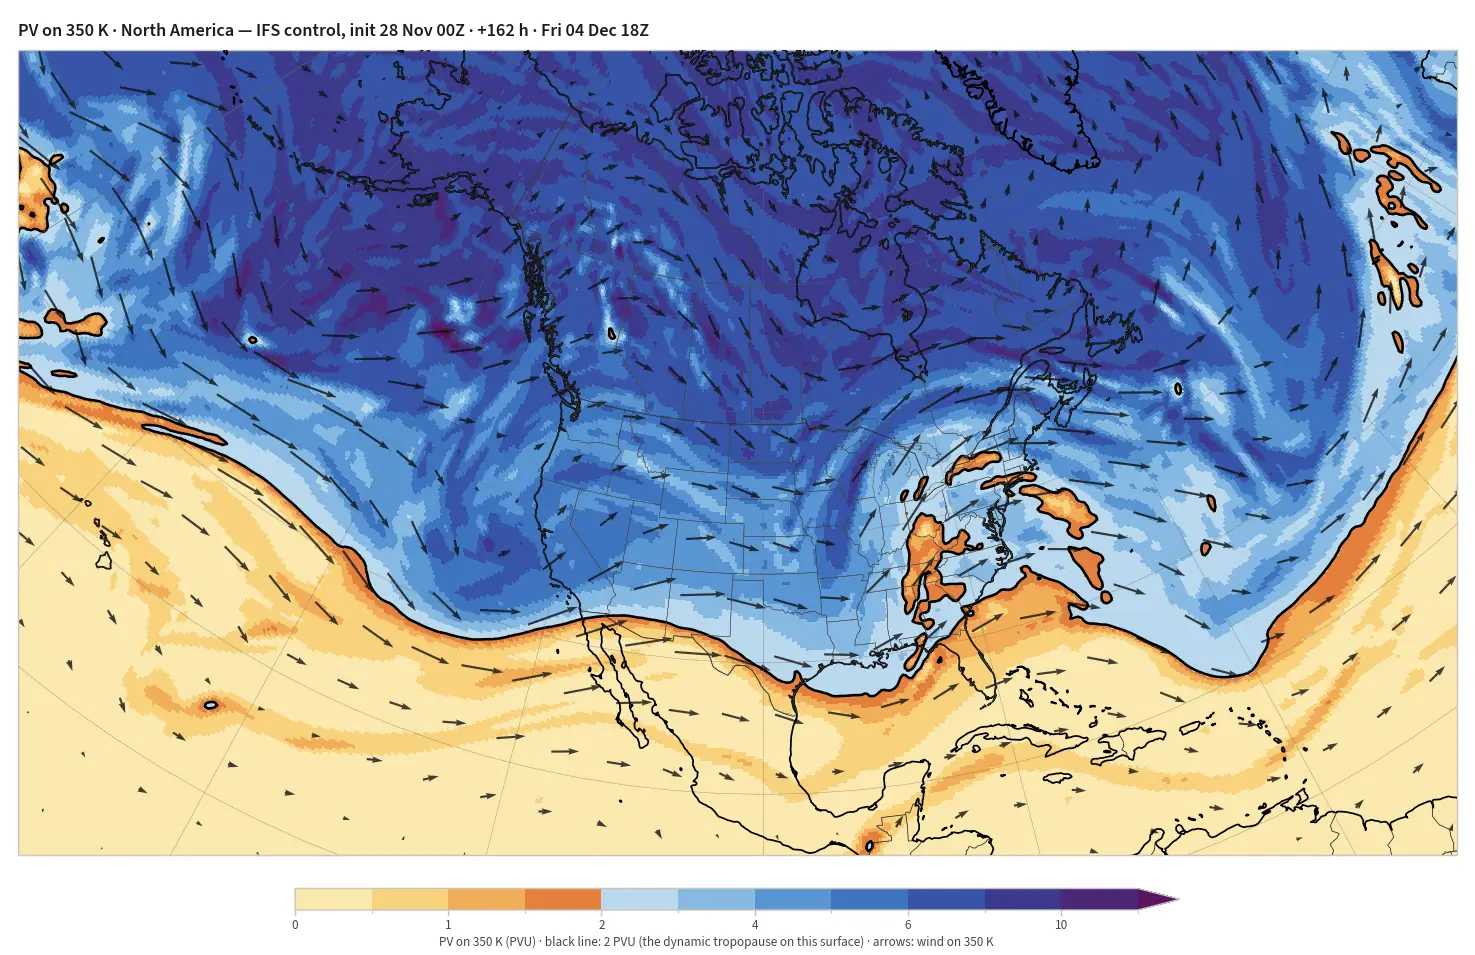 PV on 350 K · North America — IFS control, init 28 Nov 00Z · +162 h · Fri 04 Dec 18Z
0 1 2 4 6 10
PV on 350 K (PVU) · black line: 2 PVU (the dynamic tropopause on this surface) · arrows: wind on 350 K